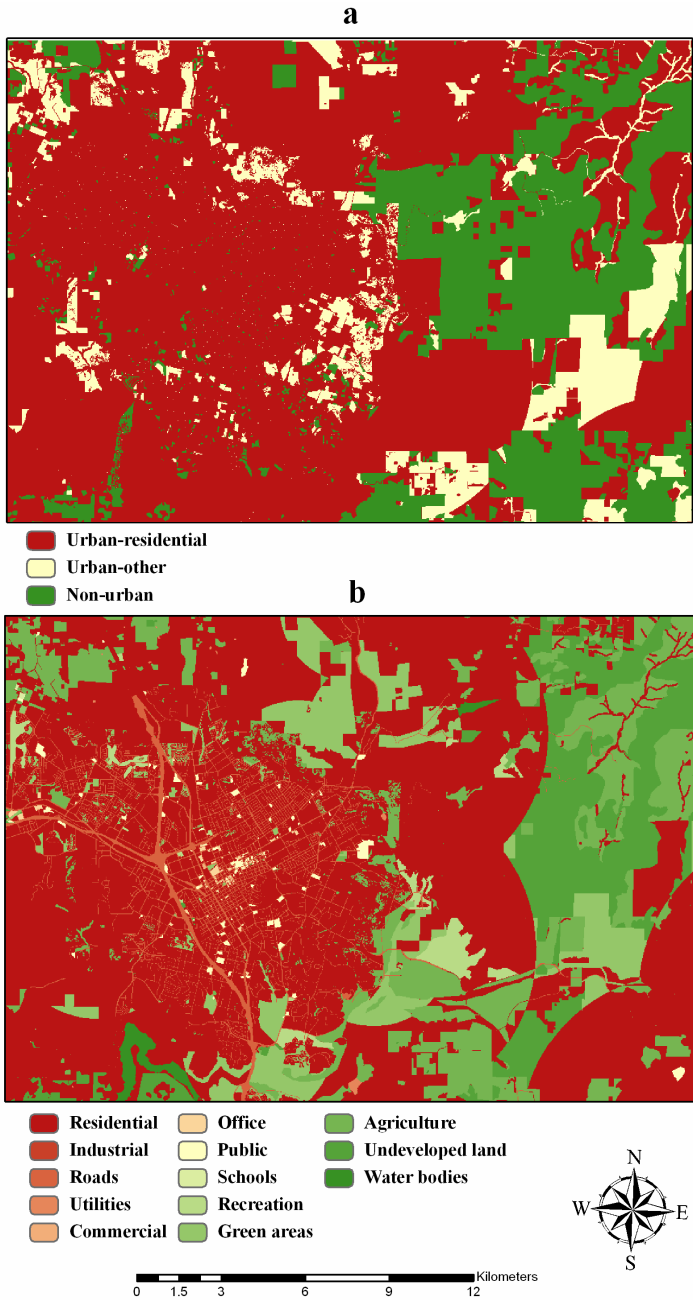 a
Urban-residential
Urban-other
Non-urban
b
Residential Office Agriculture
Industrial Public Undeveloped land
Roads Schools Water bodies
Utilities Recreation
Commercial Green areas
N
W E
S
Kilometers
0 1.5 3 6 9 12